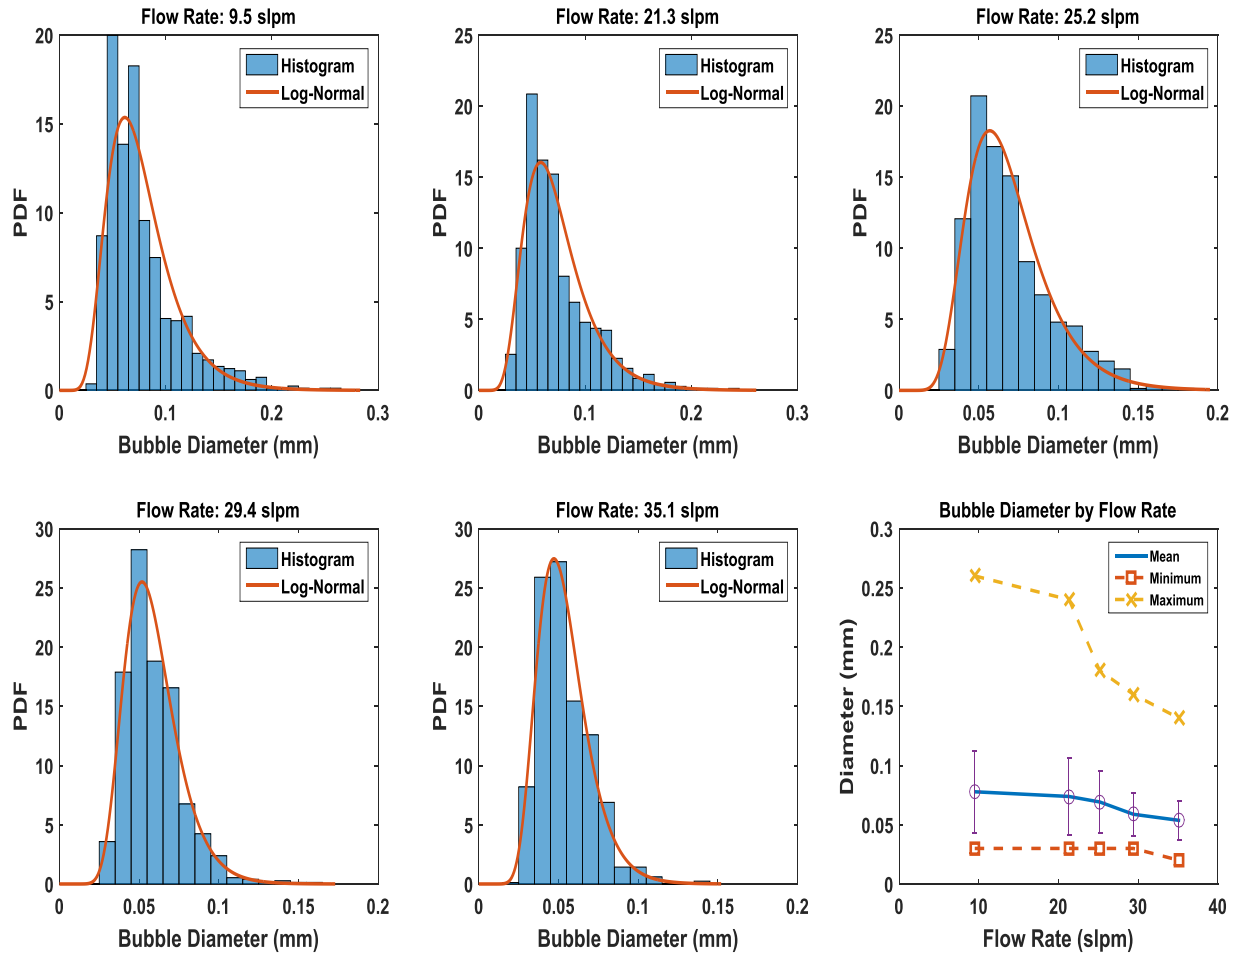 Flow Rate: 9.5 slpm
20
15
10
5
0
PDF
Histogram
Log-Normal
0 0.1 0.2 0.3
Bubble Diameter (mm)
Flow Rate: 21.3 slpm
25
20
15
10
5
0
PDF
Histogram
Log-Normal
0 0.1 0.2 0.3
Bubble Diameter (mm)
Flow Rate: 25.2 slpm
25
20
15
10
5
0
PDF
Histogram
Log-Normal
0 0.05 0.1 0.15 0.2
Bubble Diameter (mm)
Flow Rate: 29.4 slpm
30
25
20
15
10
5
0
PDF
Histogram
Log-Normal
0 0.05 0.1 0.15 0.2
Bubble Diameter (mm)
Flow Rate: 35.1 slpm
30
25
20
15
10
5
0
PDF
Histogram
Log-Normal
0 0.05 0.1 0.15 0.2
Bubble Diameter (mm)
Bubble Diameter by Flow Rate
0.3
0.25
0.2
0.15
0.1
0.05
0
Diameter (mm)
Mean
Minimum
Maximum
0 10 20 30 40
Flow Rate (slpm)